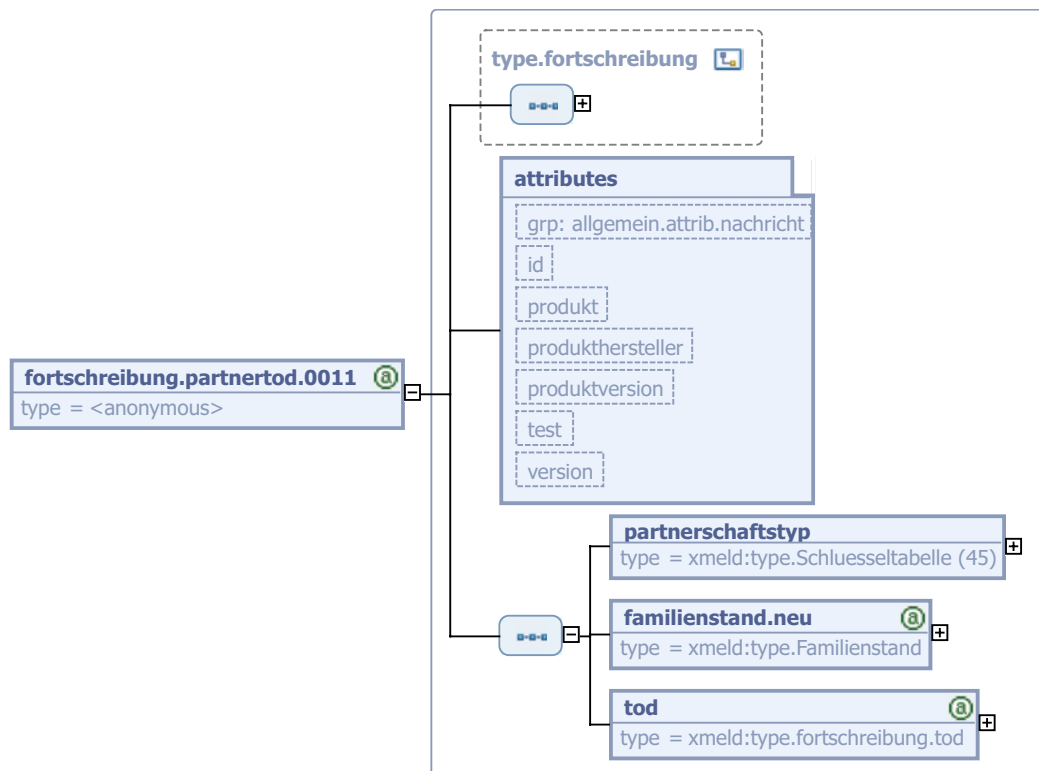 type.fortschreibung
attributes
grp: allgemein.attrib.nachricht
id
produkt
produkthersteller
produktversion
test
version
fortschreibung.partnertod.0011
type = <anonymous>
partnerschaftstyp
type = xmeld:type.Schluesseltabelle (45)
familienstand.neu
type = xmeld:type.Familienstand
tod
type = xmeld:type.fortschreibung.tod